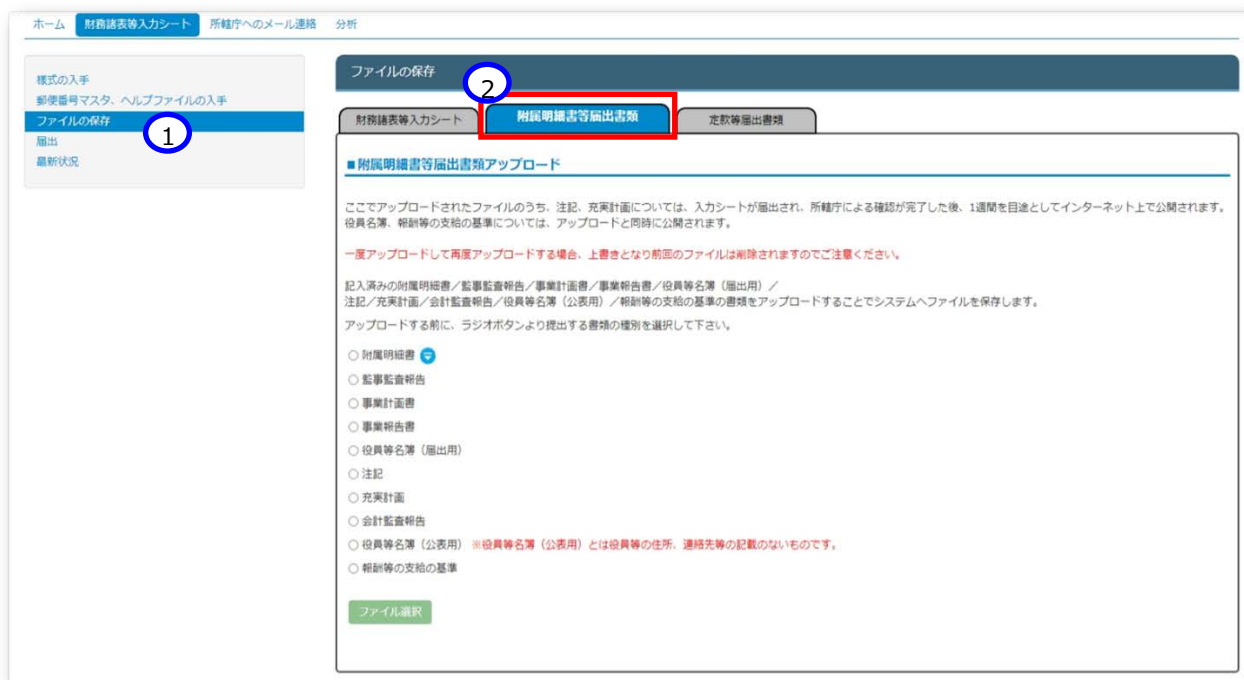 ホーム 財務諸表等入力シート 所轄庁へのメール連絡 分析
様式の入手
郵便番号マスタ、ヘルプファイルの入手
ファイルの保存
届出
最新状況
1
ファイルの保存
2
財務諸表等入力シート 附属明細書等届出書類 定款等届出書類
■附属明細書等届出書類アップロード
ここでアップロードされたファイルのうち、注記、充実計画については、入力シートが届出され、所轄庁による確認が完了した後、1週間を目途としてインターネット上で公開されます。
役員名簿、報酬等の支給の基準については、アップロードと同時に公開されます。
一度アップロードして再度アップロードする場合、上書きとなり前回のファイルは削除されますのでご注意ください。
記入済みの附属明細書／監事監査報告／事業計画書／事業報告書／役員等名簿（届出用）／
注記／充実計画／会計監査報告／役員等名簿（公表用）／報酬等の支給の基準の書類をアップロードすることでシステムへファイルを保存します。
アップロードする前に、ラジオボタンより提出する書類の種別を選択して下さい。
附属明細書
監事監査報告
事業計画書
事業報告書
役員等名簿（届出用）
注記
充実計画
会計監査報告
役員等名簿（公表用） ※役員等名簿（公表用）とは役員等の住所、連絡先等の記載のないものです。
報酬等の支給の基準
ファイル選択